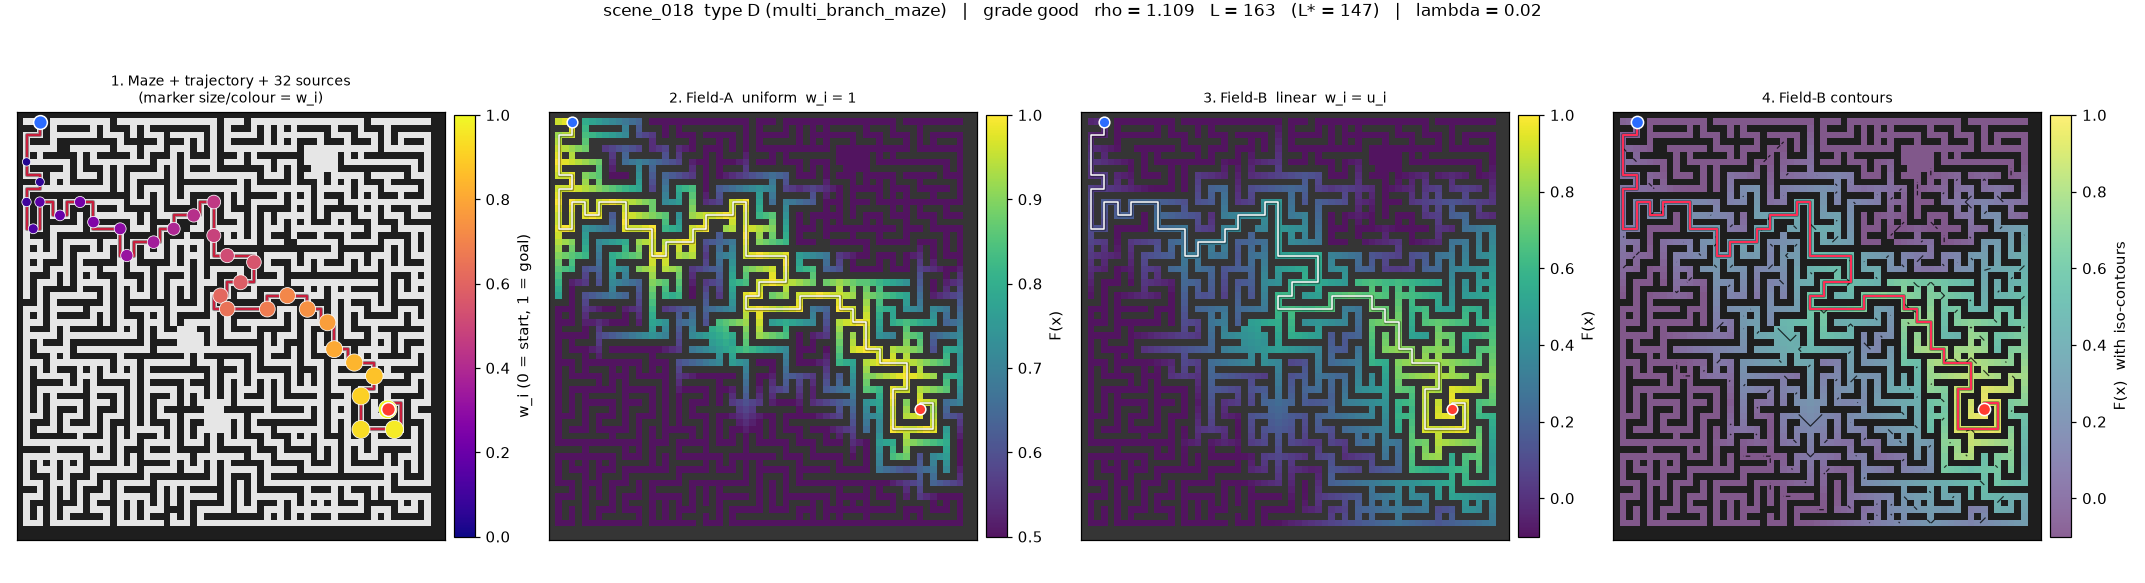 scene_018  type D (multi_branch_maze)   |   grade good   rho = 1.109   L = 163   (L* = 147)   |   lambda = 0.02
1. Maze + trajectory + 32 sources
(marker size/colour = w_i)
1.0
0.8
0.6
0.4
0.2
0.0
w_i (0 = start, 1 = goal)
2. Field-A  uniform  w_i = 1
1.0
0.9
0.8
0.7
0.6
0.5
F(x)
3. Field-B  linear  w_i = u_i
1.0
0.8
0.6
0.4
0.2
0.0
F(x)
4. Field-B contours
1.0
0.8
0.6
0.4
0.2
0.0
F(x)   with iso-contours